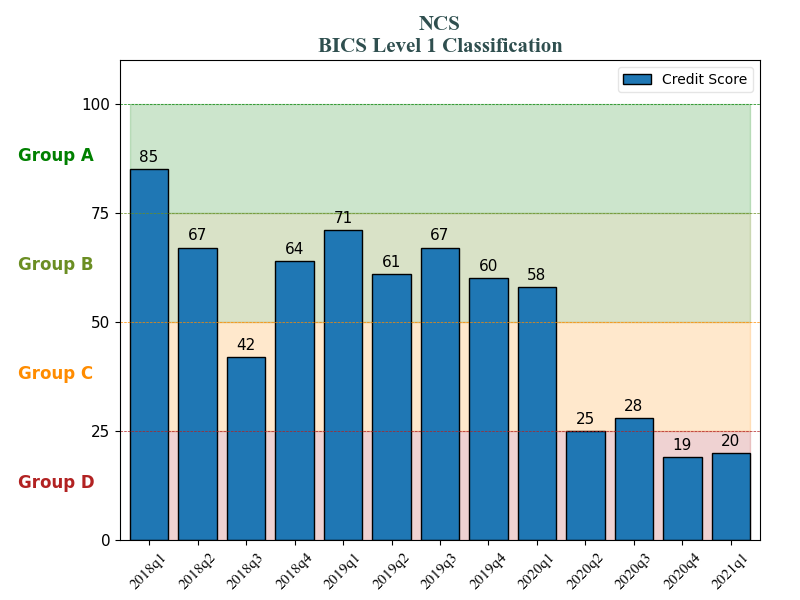 NCS
BICS Level 1 Classification
Credit Score
100
Group A
85
75
71
67
67
Group B
64
61
60
58
50
42
Group C
28
25
25
20
19
Group D
0
2018q1 2018q2 2018q3 2018q4 2019q1 2019q2 2019q3 2019q4 2020q1 2020q2 2020q3 2020q4 2021q1